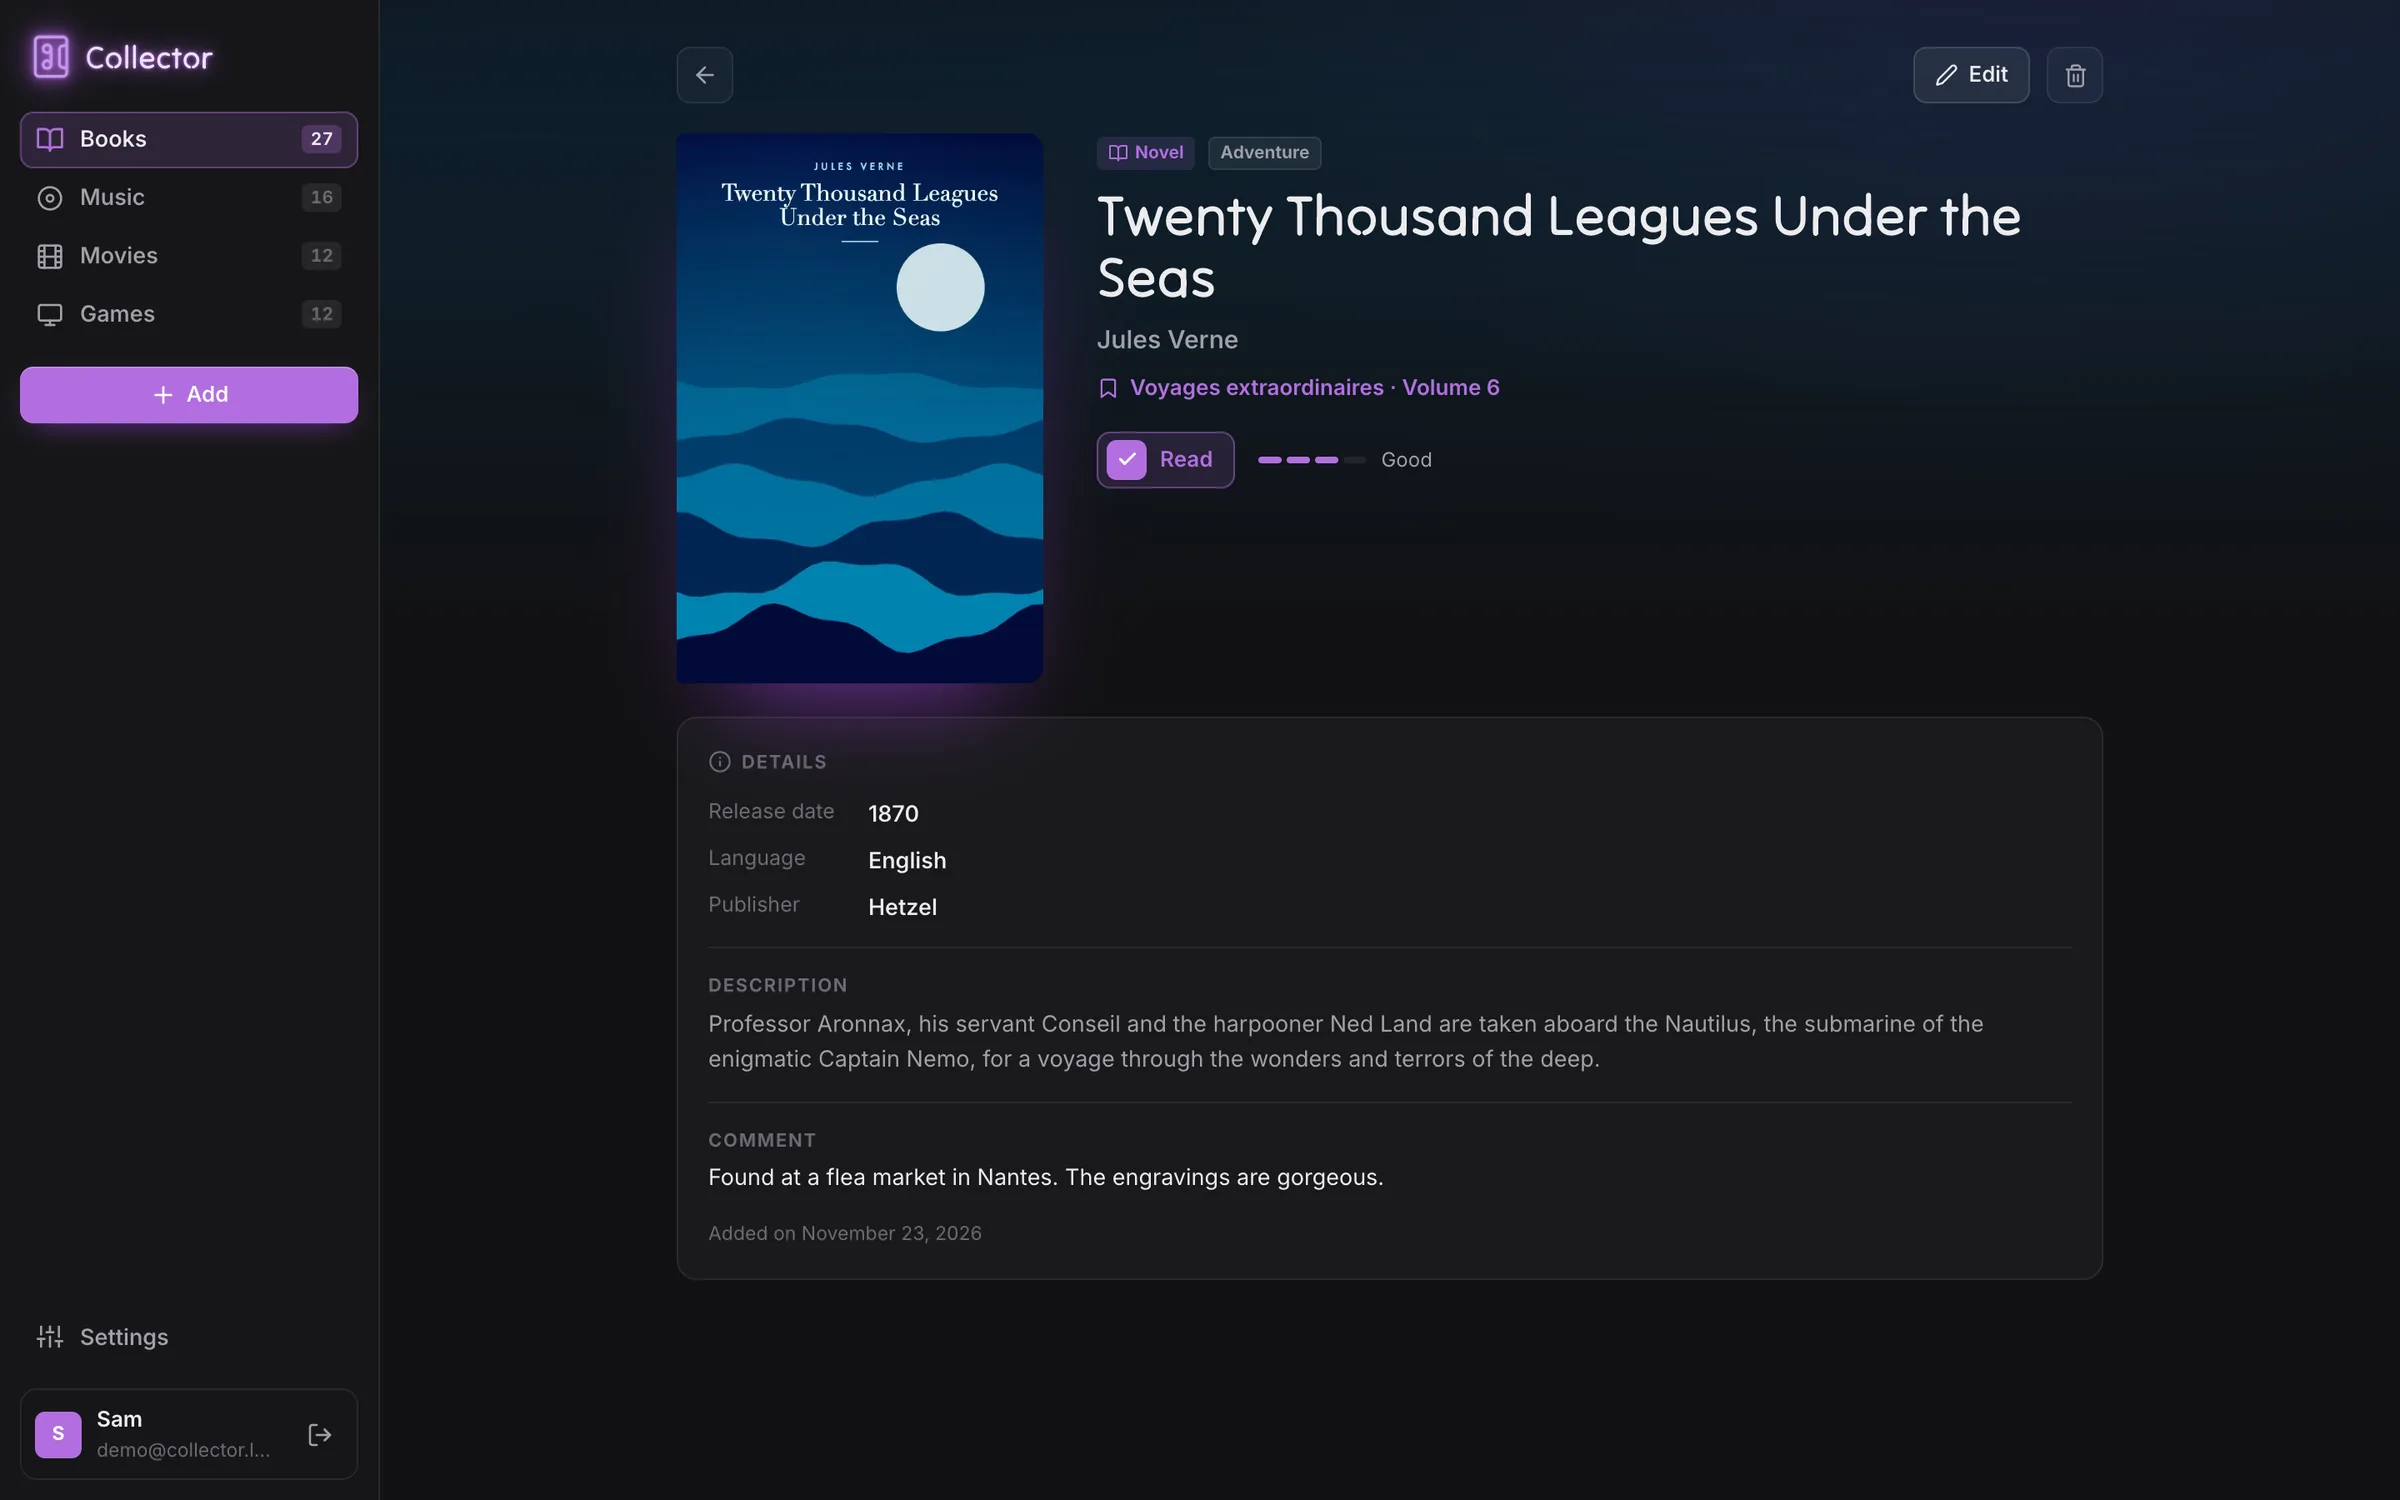 Collector
Books 27
Music 16
Movies 12
Games 12
Add
Settings
S
Sam
demo@collector.l...
Edit
JULES VERNE
Twenty Thousand Leagues
Under the Seas
Novel Adventure
Twenty Thousand Leagues Under the
Seas
Jules Verne
Voyages extraordinaires · Volume 6
Read Good
DETAILS
Release date 1870
Language English
Publisher Hetzel
DESCRIPTION
Professor Aronnax, his servant Conseil and the harpooner Ned Land are taken aboard the Nautilus, the submarine of the
enigmatic Captain Nemo, for a voyage through the wonders and terrors of the deep.
COMMENT
Found at a flea market in Nantes. The engravings are gorgeous.
Added on November 23, 2026